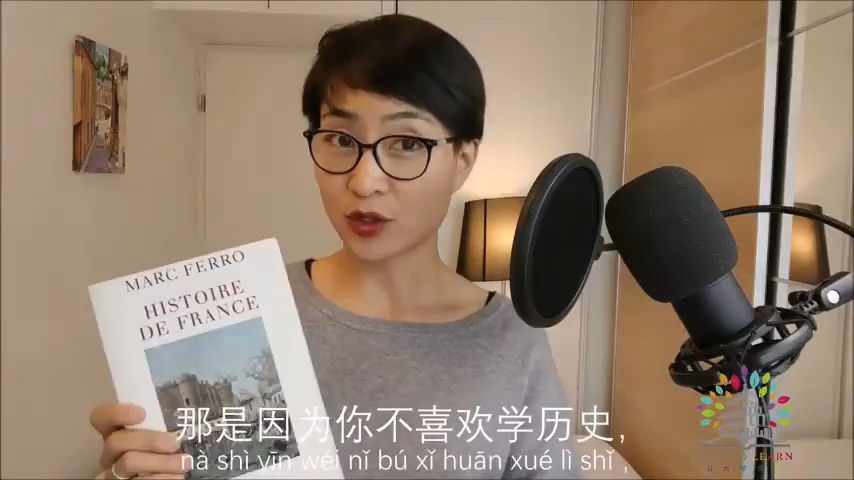 MARC FERRO
HISTOIRE
DE FRANCE
那是因为你不喜欢学历史,
nà shì yīn wéi nǐ bú xǐ huān xué lì shǐ ,
LEARN